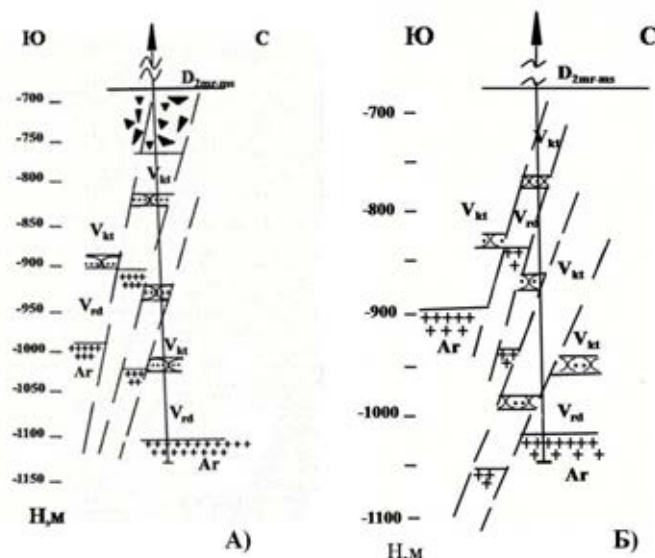 Ю
С
D2mr-ms
-700
-750
Vkt
-800
-850
Vkt
-900
-950
Vrd
-1000
Vkt
Ar
-1050
Vrd
-1100
Ar
-1150
Н,м
А)
Ю
С
D2mr-ms
-700
Vkt
-800
Vkt
Vrd
Vkt
-900
Ar
Vkt
-1000
Vrd
Ar
-1100
Н,м
Б)